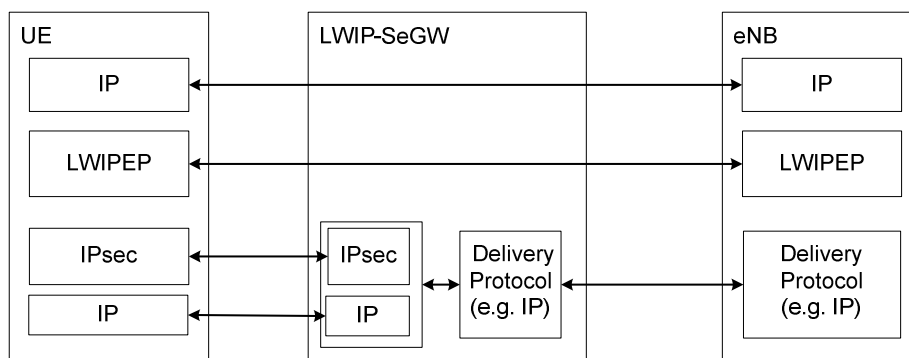 UE
LWIP-SeGW
eNB
IP
IP
LWIPEP
LWIPEP
IPsec
IPsec
Delivery
Protocol
(e.g. IP)
Delivery
Protocol
(e.g. IP)
IP
IP